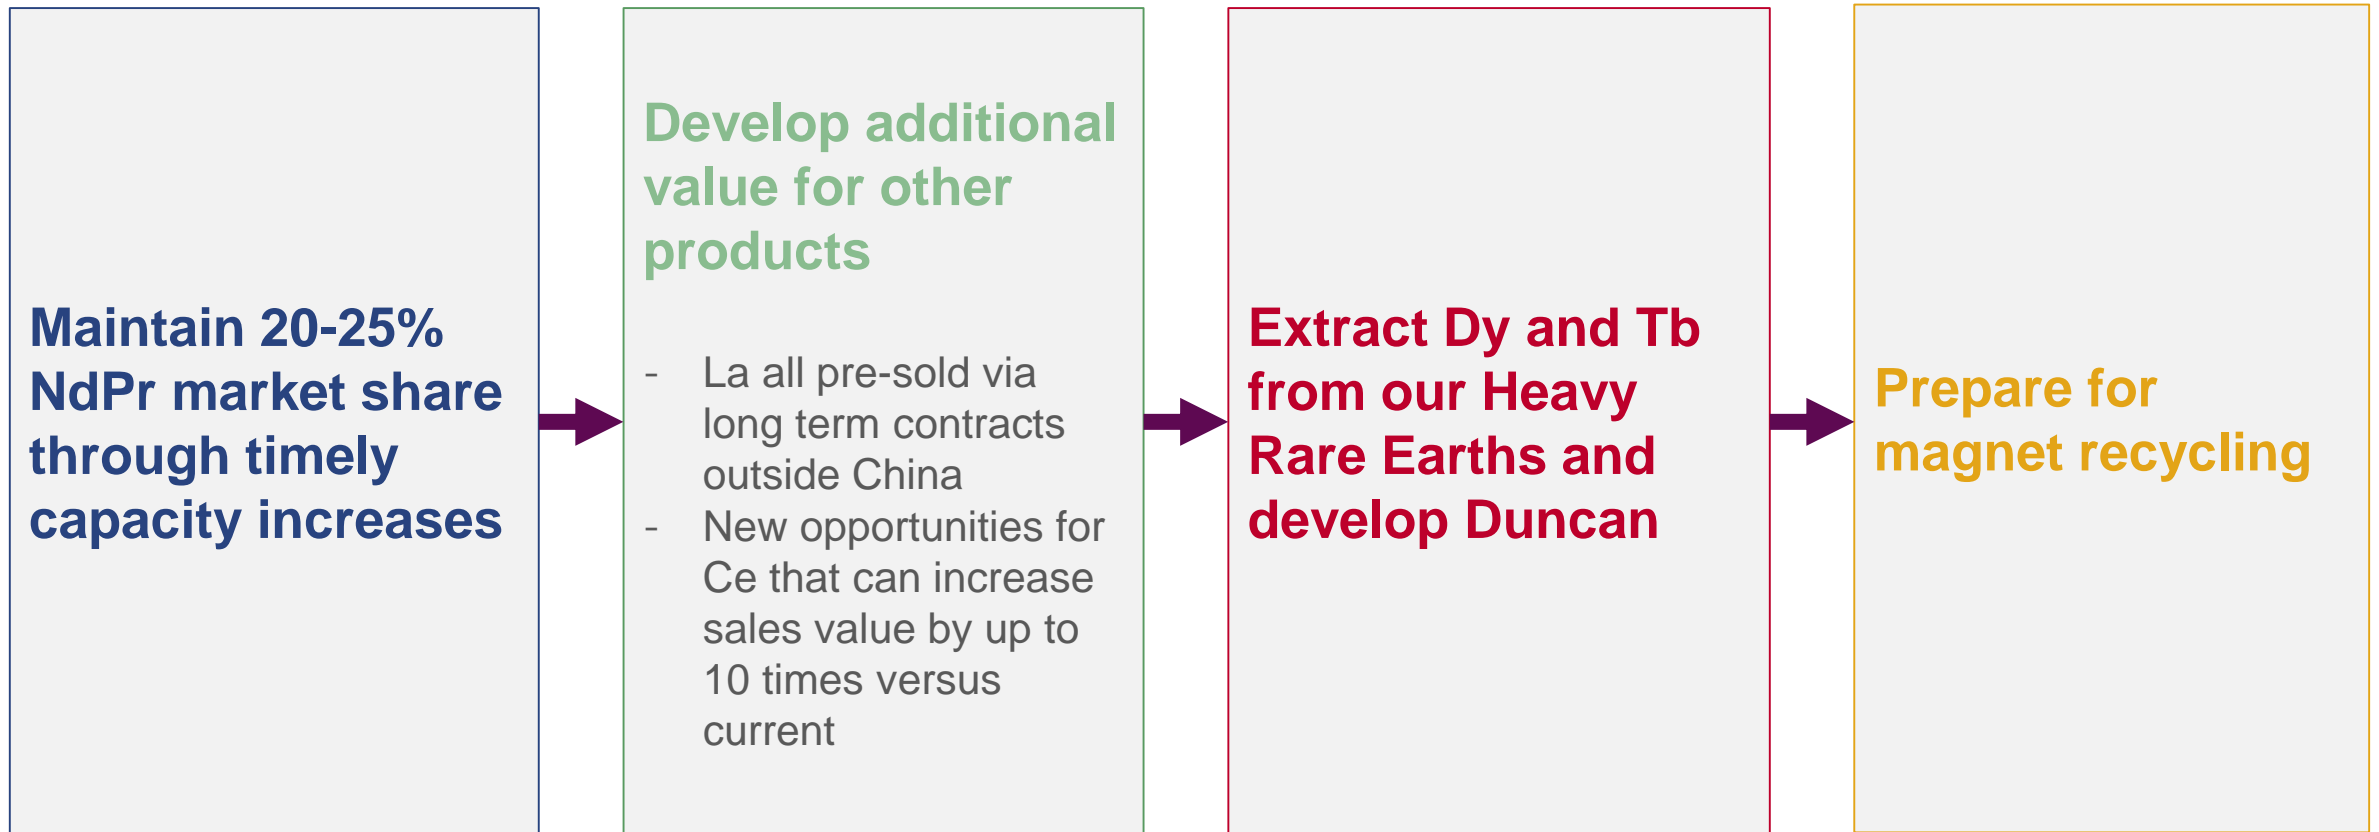 Maintain 20-25%
NdPr market share
through timely
capacity increases
Develop additional
value for other
products
- La all pre-sold via
long term contracts
outside China
- New opportunities for
Ce that can increase
sales value by up to
10 times versus
current
Extract Dy and Tb
from our Heavy
Rare Earths and
develop Duncan
Prepare for
magnet recycling